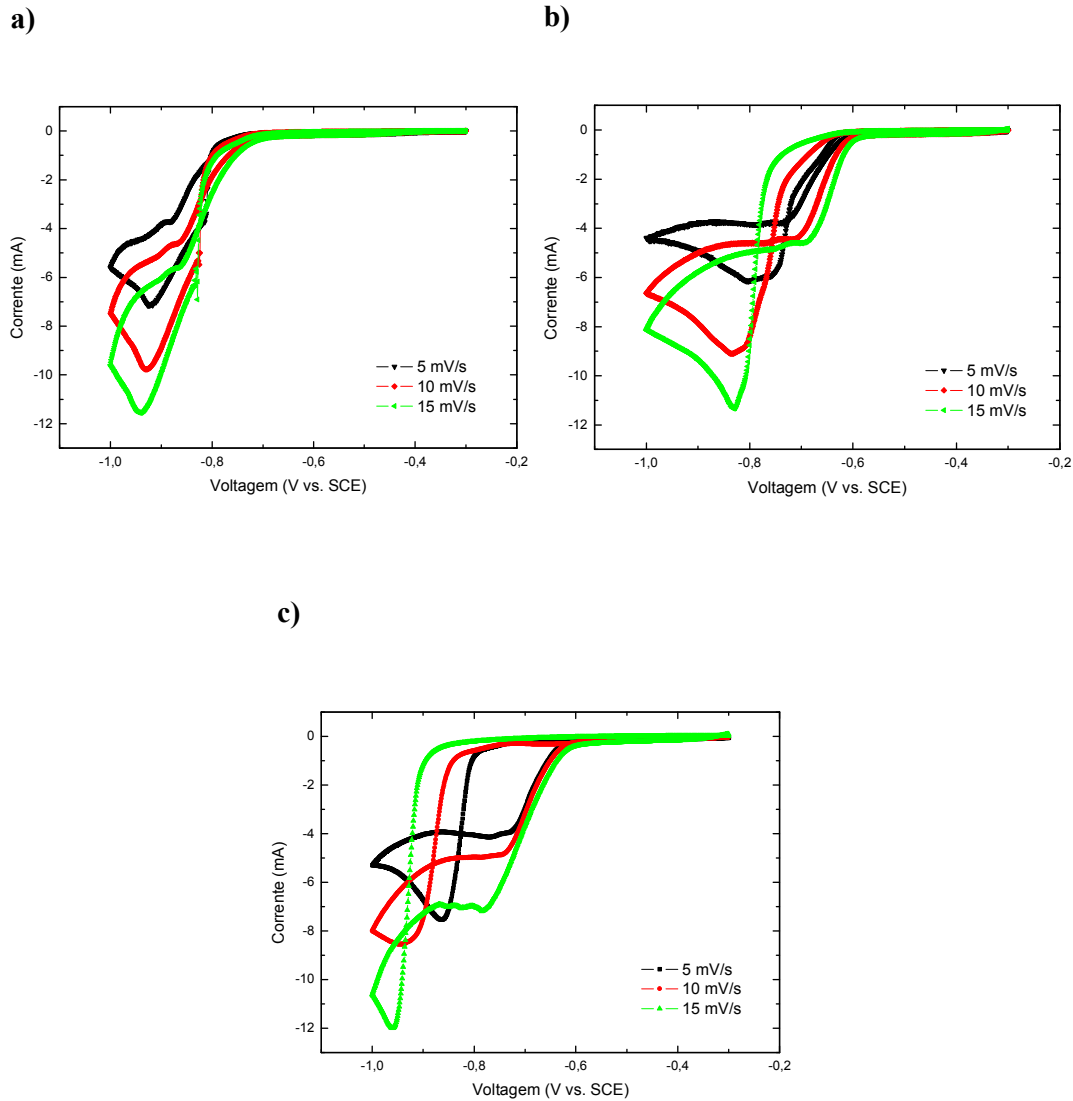 a)
0
-2
-4
-6
-8
-10
-12
Corrente (mA)
-1,0
-0,8
-0,6
-0,4
-0,2
Voltagem (V vs. SCE)
5 mV/s
10 mV/s
15 mV/s
b)
0
-2
-4
-6
-8
-10
-12
Corrente (mA)
-1,0
-0,8
-0,6
-0,4
-0,2
Voltagem (V vs. SCE)
5 mV/s
10 mV/s
15 mV/s
c)
0
-2
-4
-6
-8
-10
-12
Corrente (mA)
-1,0
-0,8
-0,6
-0,4
-0,2
Voltagem (V vs. SCE)
5 mV/s
10 mV/s
15 mV/s